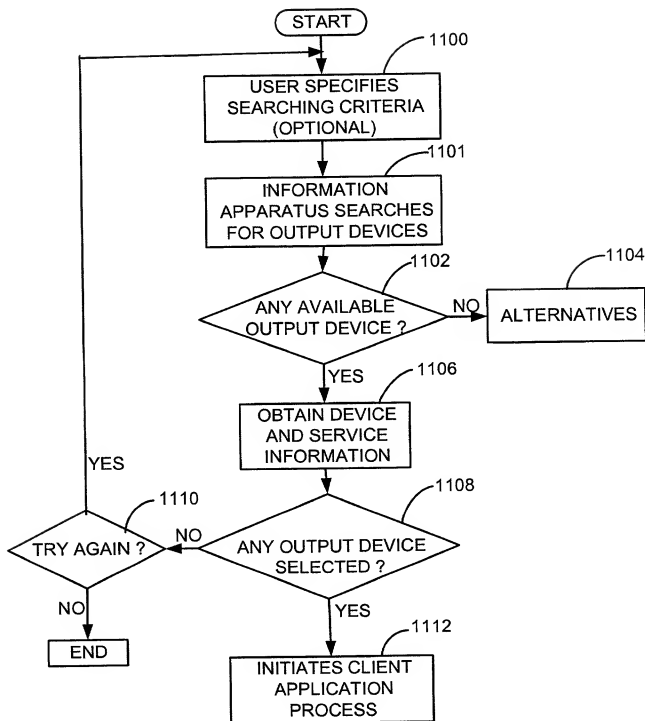 START
1100
USER SPECIFIES
SEARCHING CRITERIA
(OPTIONAL)
1101
INFORMATION
APPARATUS SEARCHES
FOR OUTPUT DEVICES
1102
ANY AVAILABLE
OUTPUT DEVICE ?
NO
1104
ALTERNATIVES
YES
1106
OBTAIN DEVICE
AND SERVICE
INFORMATION
1108
ANY OUTPUT DEVICE
SELECTED ?
NO
1110
TRY AGAIN ?
YES
NO
END
YES
1112
INITIATES CLIENT
APPLICATION
PROCESS